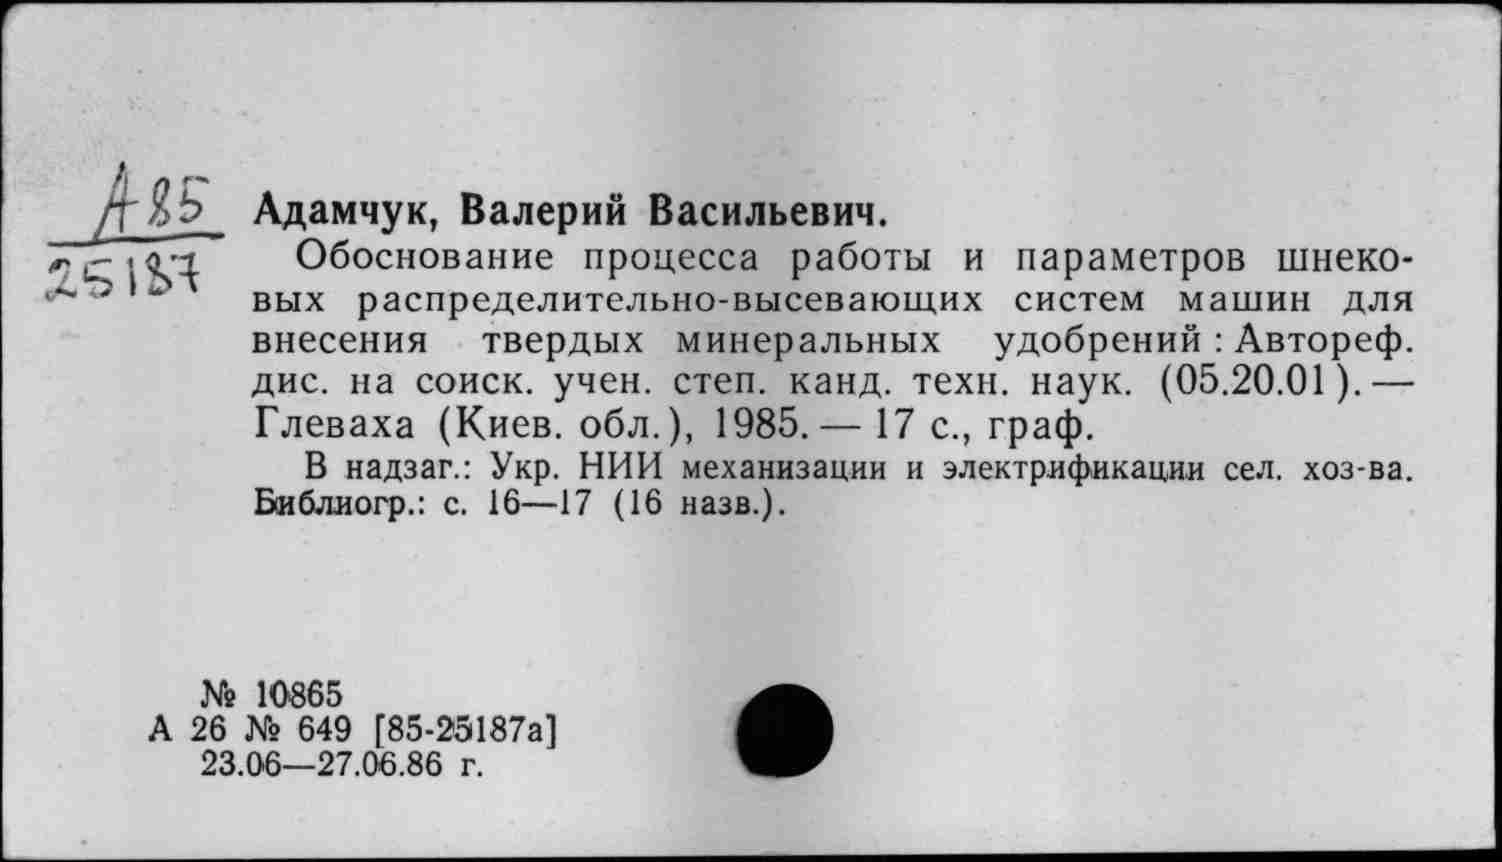 А85
25187
Адамчук, Валерий Васильевич.
Обоснование процесса работы и параметров шнеко-
вых распределительно-высевающих систем машин для
внесения твердых минеральных удобрений : Автореф.
дис. на соиск. учен. степ. канд. техн. наук. (05.20.01). —
Глеваха (Киев. обл.), 1985. — 17 с., граф.
В надзаг.: Укр. НИИ механизации и электрификации сел. хоз-ва.
Библиогр.: с. 16—17 (16 назв.).
№ 10865
А 26 № 649 [85-25187а]
23.06—27.06.86 г.